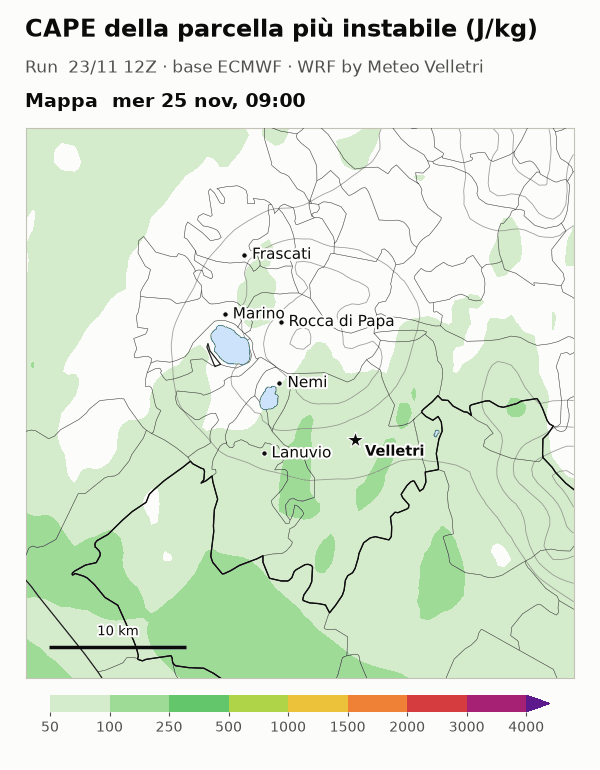 CAPE della parcella più instabile (J/kg)
Run  23/11 12Z · base ECMWF · WRF by Meteo Velletri
Mappa  mer 25 nov, 09:00
Frascati
Marino
Rocca di Papa
Nemi
Velletri
Lanuvio
10 km
50 100 250 500 1000 1500 2000 3000 4000